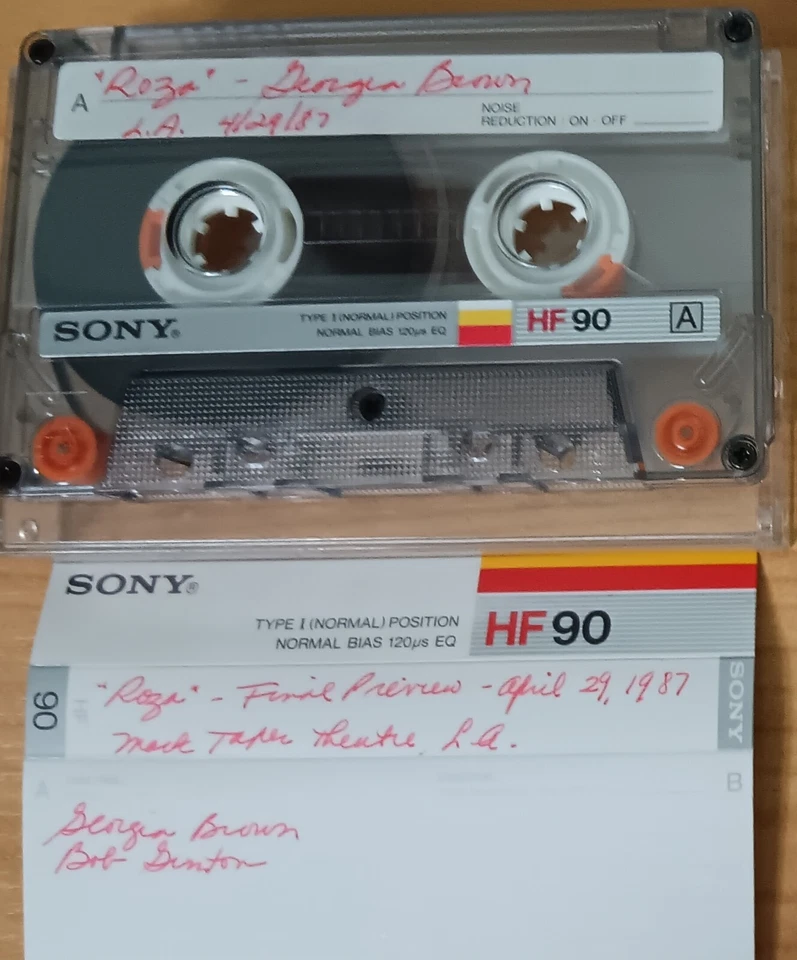 A "Roza" - Georgia Brown
L.A. 4/29/87
NOISE
REDUCTION · ON · OFF
SONY®
TYPE I (NORMAL) POSITION
NORMAL BIAS 120µs EQ
HF 90
A
SONY®
TYPE I (NORMAL) POSITION
NORMAL BIAS 120µs EQ
HF 90
90
"Roza" - Final Preview - April 29, 1987
Mark Taper Theatre, L.A.
SONY
A
B
Georgia Brown
Bob Gunton